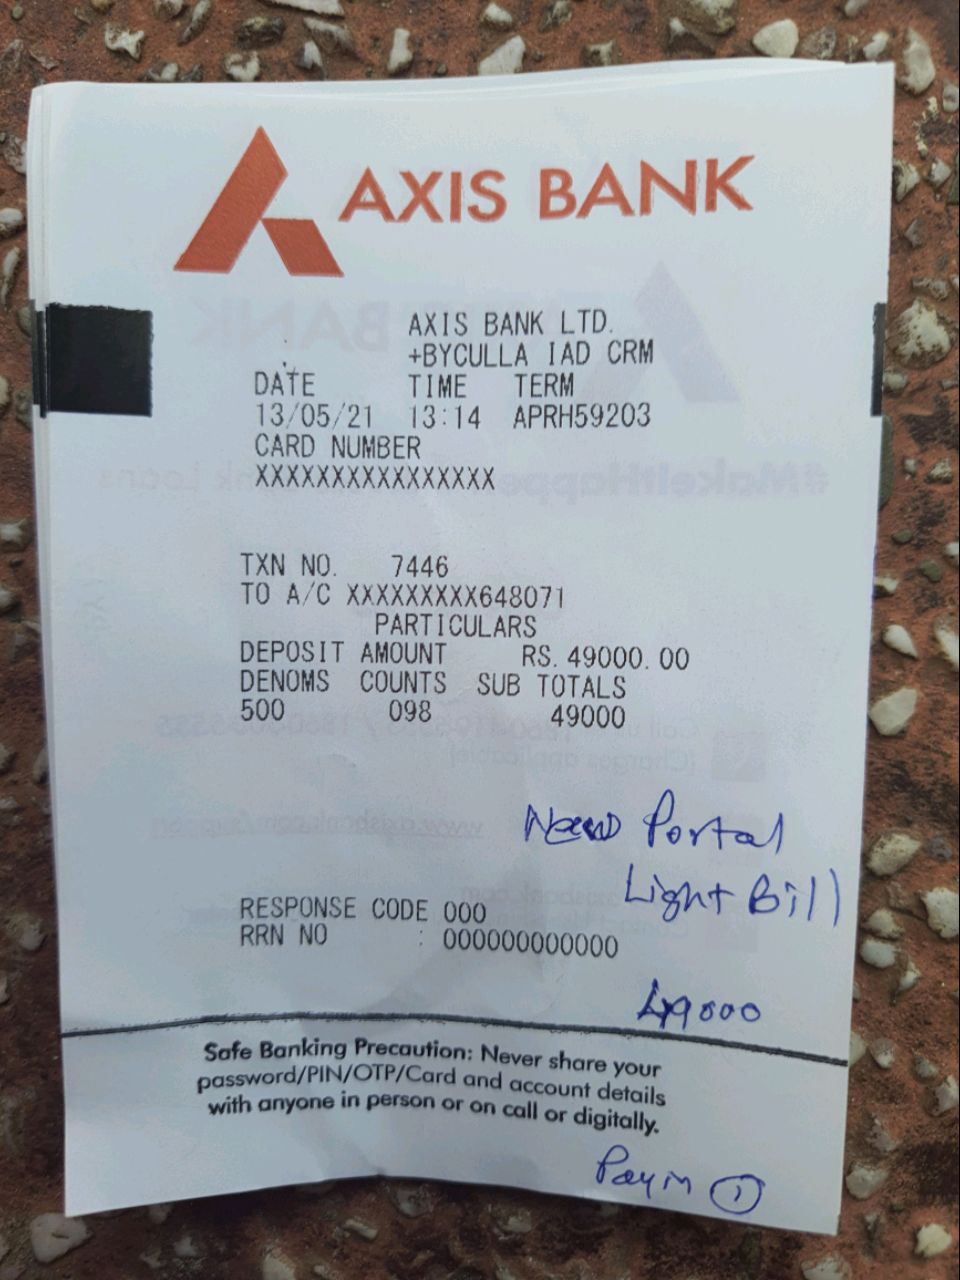 AXIS BANK
AXIS BANK LTD.
+BYCULLA IAD CRM
DATE TIME TERM
13/05/21 13:14 APRH59203
CARD NUMBER
XXXXXXXXXXXXXXXX
TXN NO. 7446
TO A/C XXXXXXXXX648071
PARTICULARS
DEPOSIT AMOUNT RS. 49000.00
DENOMS COUNTS SUB TOTALS
500 098 49000
New Portal
Light Bill
RESPONSE CODE 000
RRN NO : 000000000000
49000
Safe Banking Precaution: Never share your
password/PIN/OTP/Card and account details
with anyone in person or on call or digitally.
Paym 1